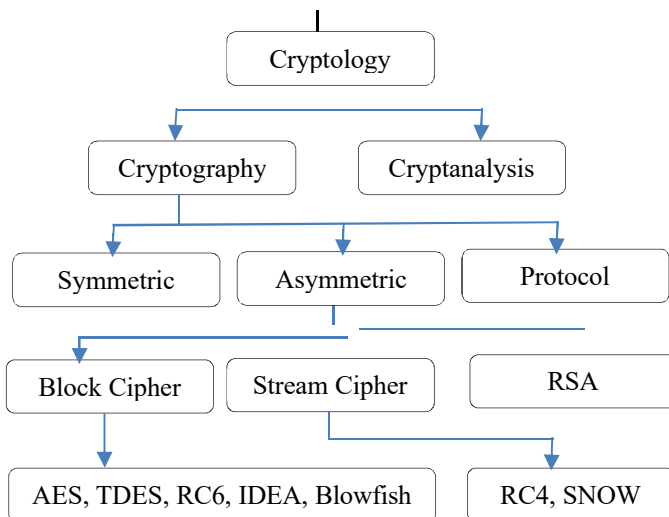 Cryptology
Cryptography
Cryptanalysis
Symmetric
Asymmetric
Protocol
Block Cipher
Stream Cipher
RSA
AES, TDES, RC6, IDEA, Blowfish
RC4, SNOW